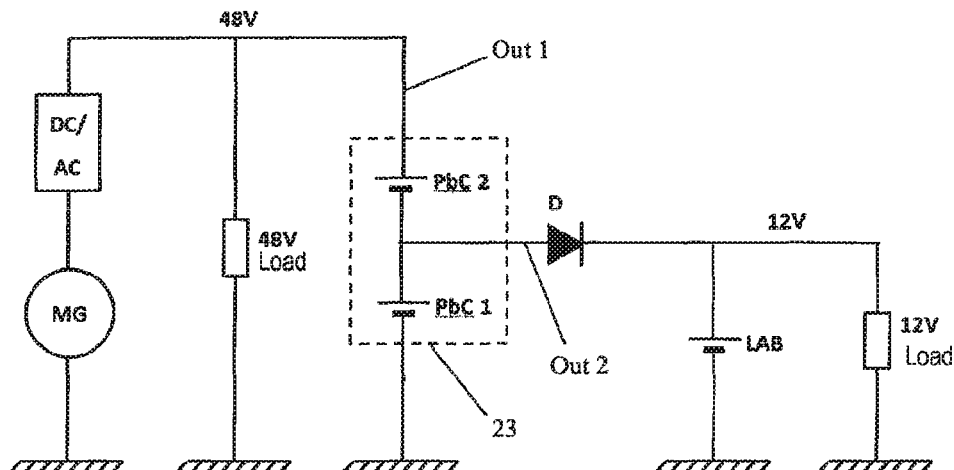 48V
Out 1
DC/
AC
PbC 2
D
12V
48V
Load
MG
PbC 1
LAB
12V
Load
Out 2
23